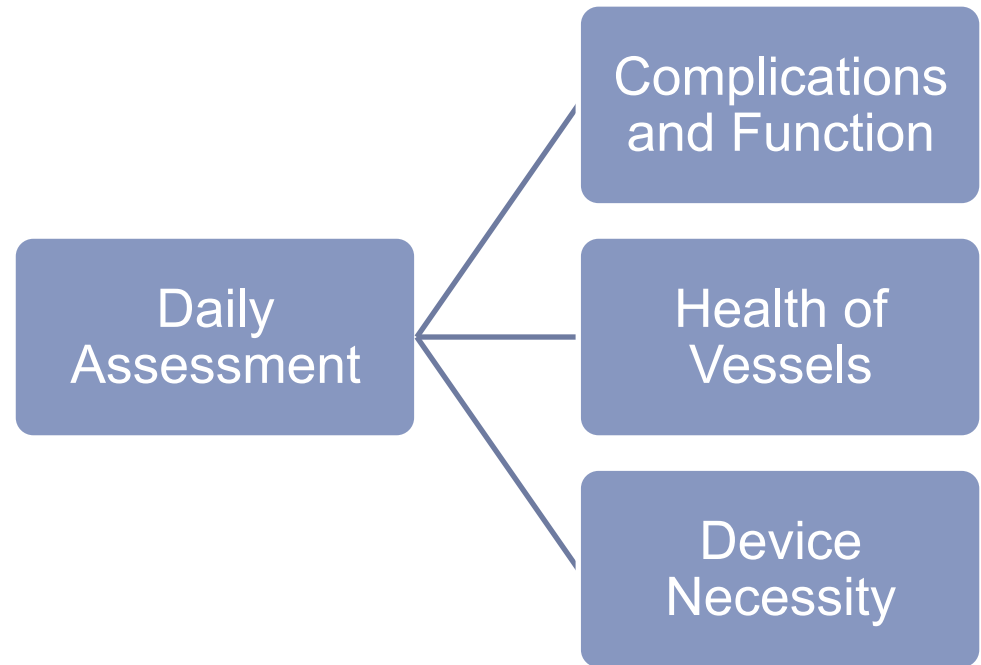 Complications
and Function
Daily
Assessment
Health of
Vessels
Device
Necessity